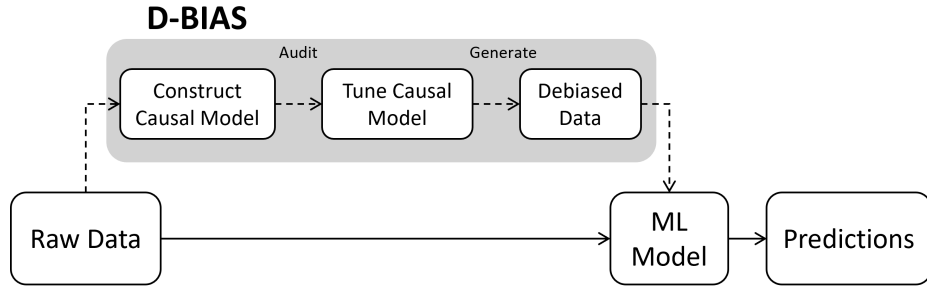 D-BIAS
Audit
Generate
Construct
Causal Model
Tune Causal
Model
Debiased
Data
Raw Data
ML
Model
Predictions